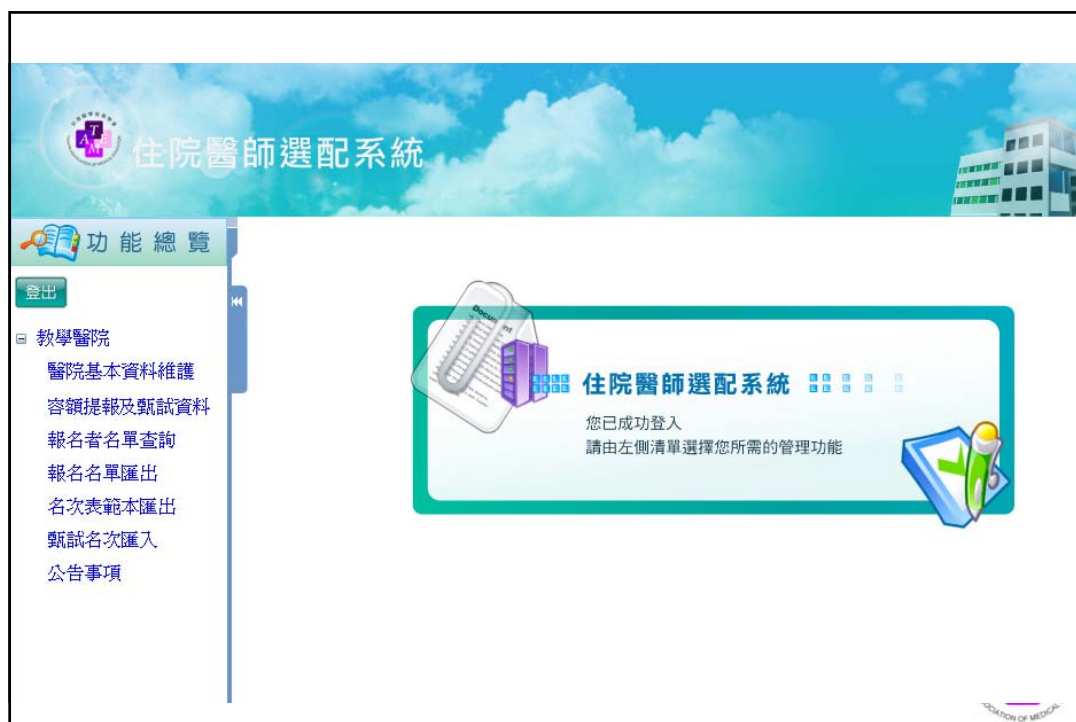 住院醫師選配系統
功能總覽
登出
教學醫院
醫院基本資料維護
容額提報及甄試資料
報名者名單查詢
報名名單匯出
名次表範本匯出
甄試名次匯入
公告事項
Document
住院醫師選配系統
您已成功登入
請由左側清單選擇您所需的管理功能